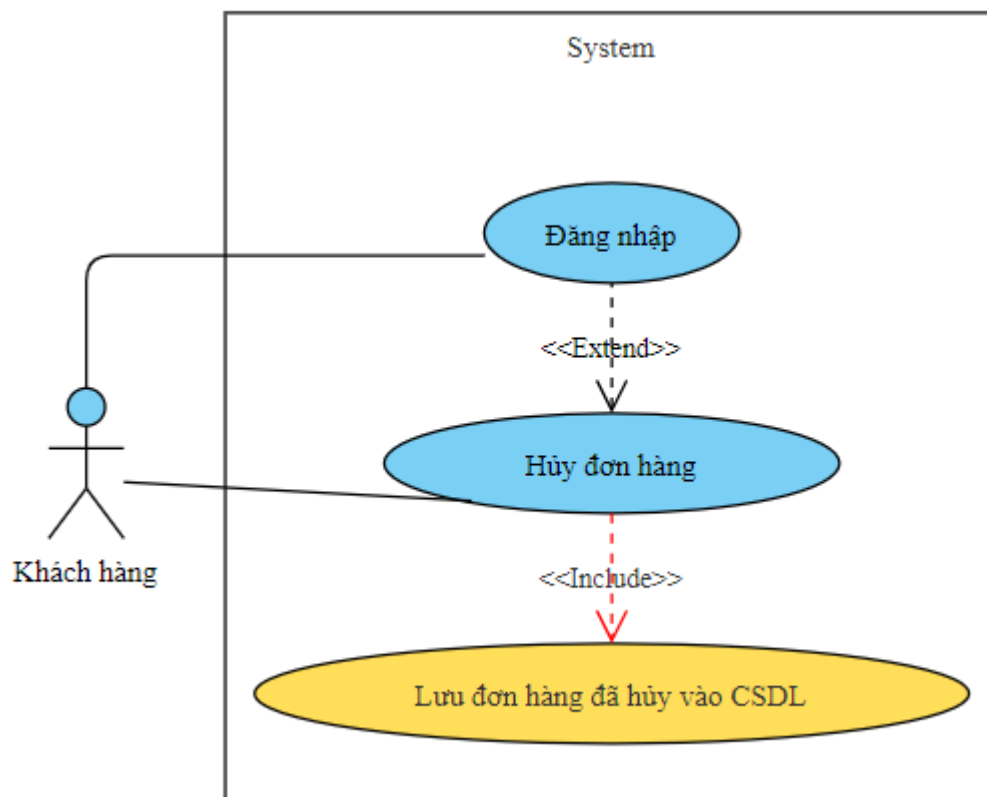 System
Đăng nhập
<<Extend>>
Hủy đơn hàng
Khách hàng
<<Include>>
Lưu đơn hàng đã hủy vào CSDL